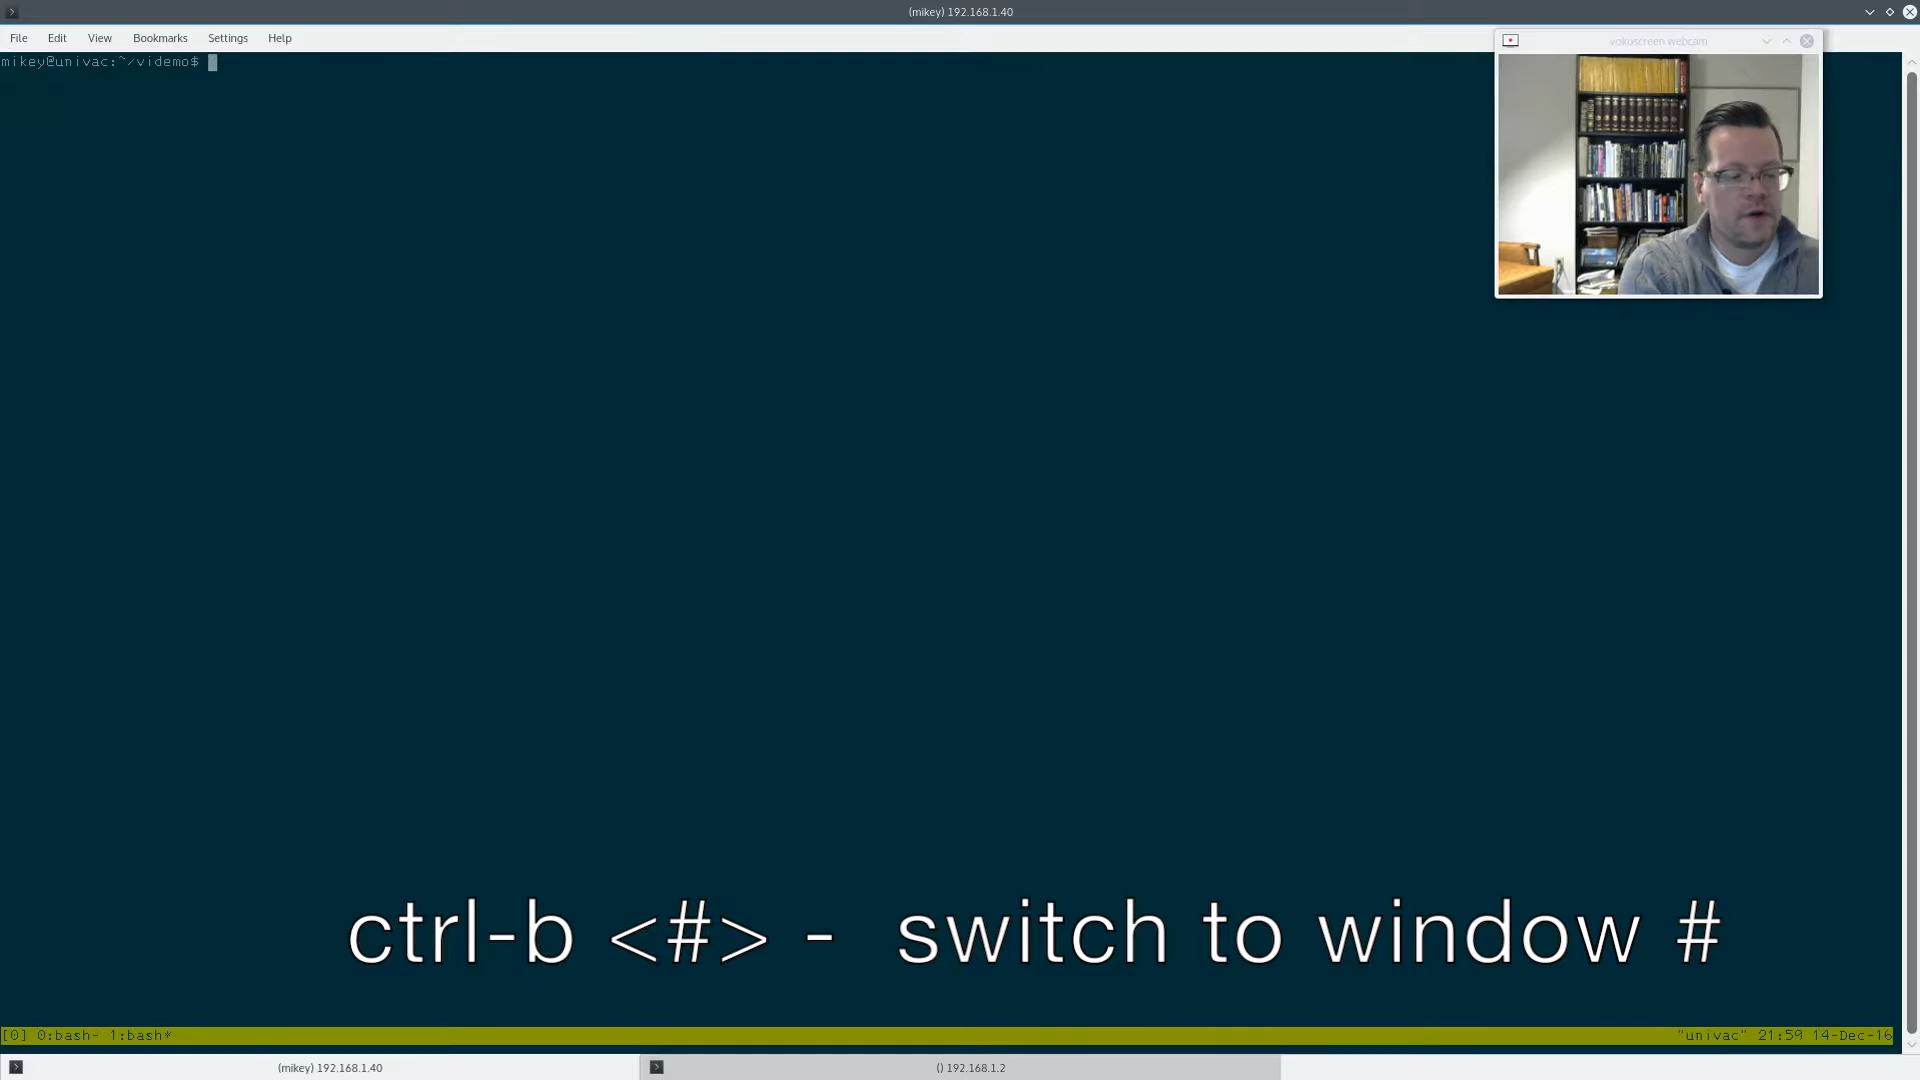 (mikey) 192.168.1.40
File Edit View Bookmarks Settings Help
vokoscreen webcam
mikey@univac:~/videmo$
ctrl-b <#> - switch to window #
[0] 0:bash- 1:bash* "univac" 21:59 14-Dec-16
(mikey) 192.168.1.40 () 192.168.1.2